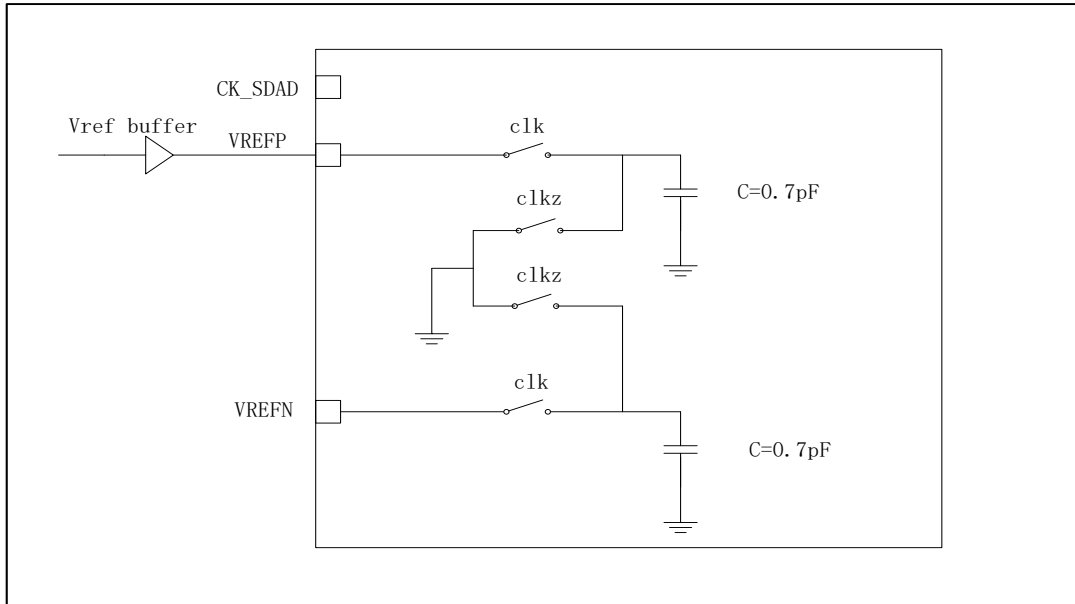 CK_SDAD
Vref buffer
VREFP
clk
C=0.7pF
clkz
clkz
clk
VREFN
C=0.7pF